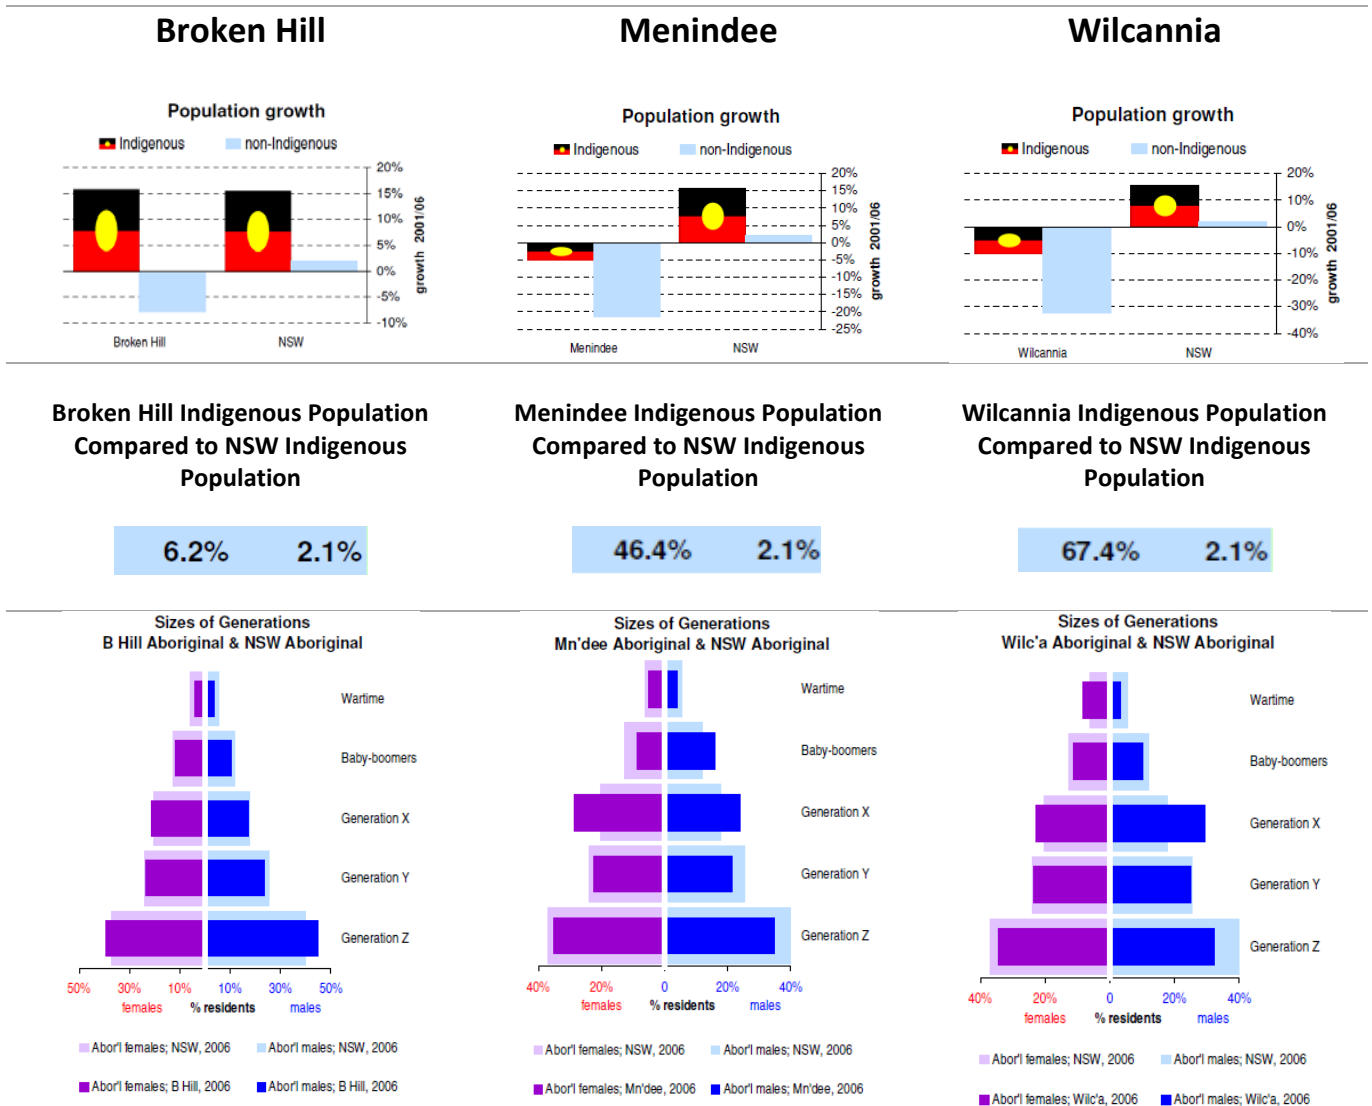 Broken Hill
Menindee
Wilcannia
Population growth
Indigenous non-Indigenous
20%
15%
10%
5%
0%
-5%
-10%
growth 2001/06
Broken Hill NSW
Population growth
Indigenous non-Indigenous
20%
15%
10%
5%
0%
-5%
-10%
-15%
-20%
-25%
growth 2001/06
Menindee NSW
Population growth
Indigenous non-Indigenous
20%
10%
0%
-10%
-20%
-30%
-40%
growth 2001/06
Wilcannia NSW
Broken Hill Indigenous Population
Compared to NSW Indigenous
Population
Menindee Indigenous Population
Compared to NSW Indigenous
Population
Wilcannia Indigenous Population
Compared to NSW Indigenous
Population
6.2% 2.1%
46.4% 2.1%
67.4% 2.1%
Sizes of Generations
B Hill Aboriginal & NSW Aboriginal
Wartime
Baby-boomers
Generation X
Generation Y
Generation Z
50% 30% 10% 10% 30% 50%
females % residents males
Abor'l females; NSW, 2006 Abor'l males; NSW, 2006
Abor'l females; B Hill, 2006 Abor'l males; B Hill, 2006
Sizes of Generations
Mn'dee Aboriginal & NSW Aboriginal
Wartime
Baby-boomers
Generation X
Generation Y
Generation Z
40% 20% 0 20% 40%
females % residents males
Abor'l females; NSW, 2006 Abor'l males; NSW, 2006
Abor'l females; Mn'dee, 2006 Abor'l males; Mn'dee, 2006
Sizes of Generations
Wilc'a Aboriginal & NSW Aboriginal
Wartime
Baby-boomers
Generation X
Generation Y
Generation Z
40% 20% 0 20% 40%
females % residents males
Abor'l females; NSW, 2006 Abor'l males; NSW, 2006
Abor'l females; Wilc'a, 2006 Abor'l males; Wilc'a, 2006